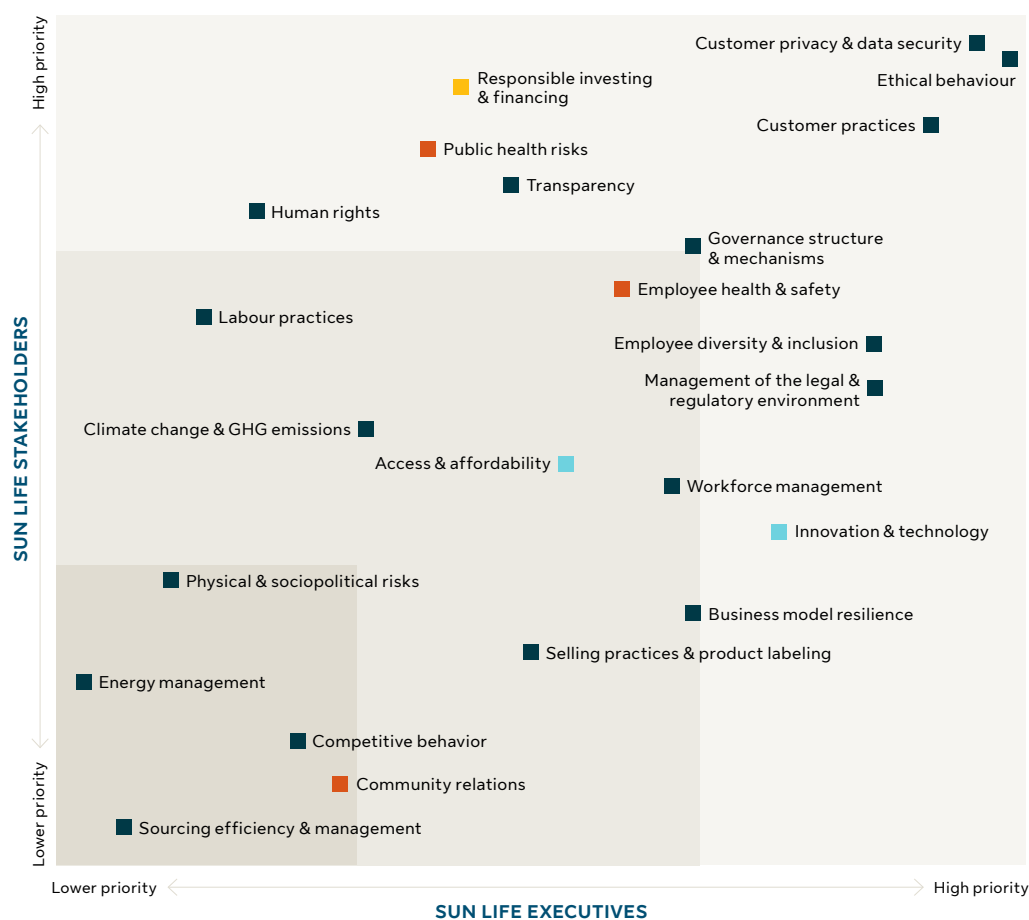 High priority
Customer privacy & data security
Ethical behaviour
Responsible investing
& financing
Customer practices
Public health risks
Transparency
Human rights
Governance structure
& mechanisms
Employee health & safety
Labour practices
Employee diversity & inclusion
Management of the legal &
regulatory environment
Climate change & GHG emissions
Access & affordability
Workforce management
SUN LIFE STAKEHOLDERS
Innovation & technology
Physical & sociopolitical risks
Business model resilience
Selling practices & product labeling
Energy management
Competitive behavior
Community relations
Sourcing efficiency & management
Lower priority
Lower priority
High priority
SUN LIFE EXECUTIVES